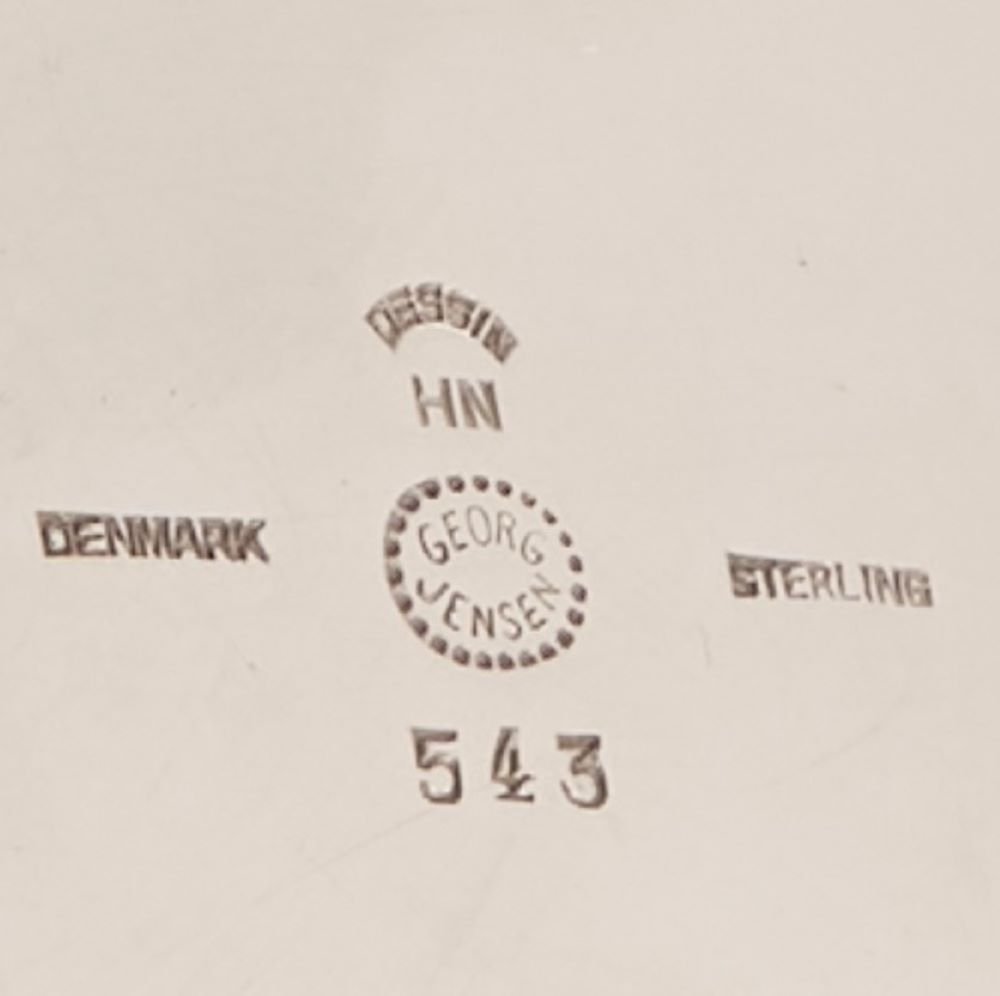 DESSIN
HN
DENMARK
GEORG
JENSEN
STERLING
543